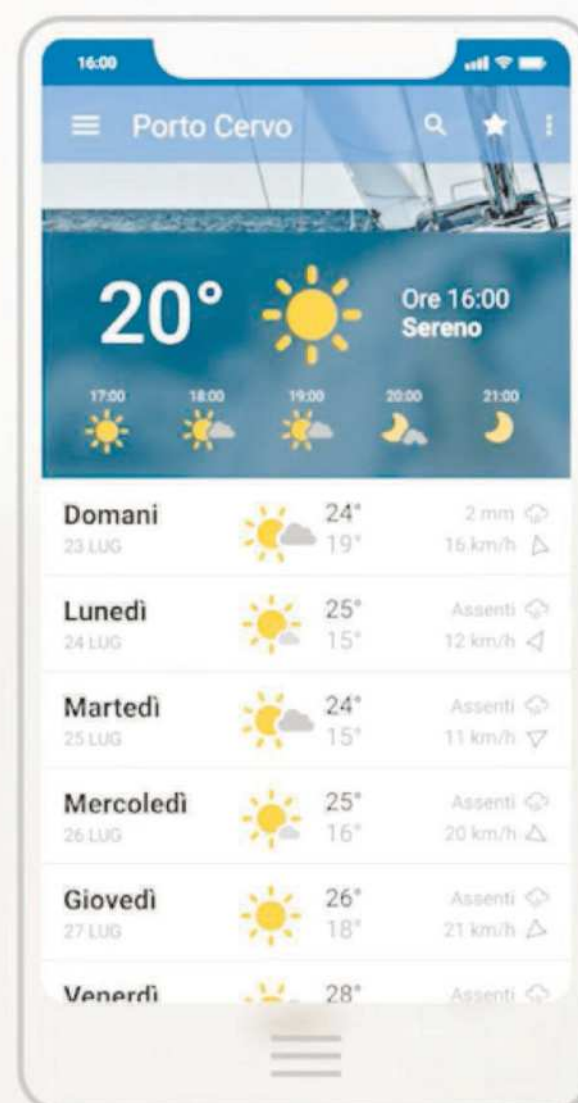 16:00
Porto Cervo
20°
Ore 16:00
Sereno
17:00 18:00 19:00 20:00 21:00
Domani 24° 2 mm
23 LUG 19° 16 km/h
Lunedì 25° Assenti
24 LUG 15° 12 km/h
Martedì 24° Assenti
25 LUG 15° 11 km/h
Mercoledì 25° Assenti
26 LUG 16° 20 km/h
Giovedì 26° Assenti
27 LUG 18° 21 km/h
Venerdì 28° Assenti